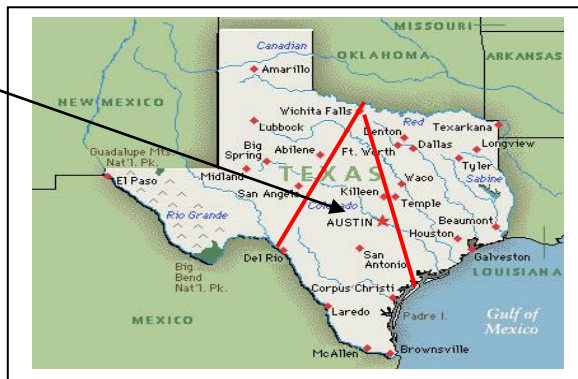 MISSOURI
Canadian
OKLAHOMA
ARKANSAS
Amarillo
NEW MEXICO
Wichita Falls
Red
Texarkana
Lubbock
Denton
Longview
Guadalupe Mts.
Nat'l. Pk.
Big
Spring
Abilene
Ft. Worth
Dallas
Tyler
El Paso
Midland
TEXAS
Waco
Sabine
San Angelo
Killeen
Temple
Rio Grande
Colorado
AUSTIN
Beaumont
Houston
Del Rio
San
Antonio
Galveston
LOUISIANA
Big
Bend
Nat'l. Pk.
Corpus Christi
MEXICO
Laredo
Padre I.
Gulf of
Mexico
McAllen
Brownsville